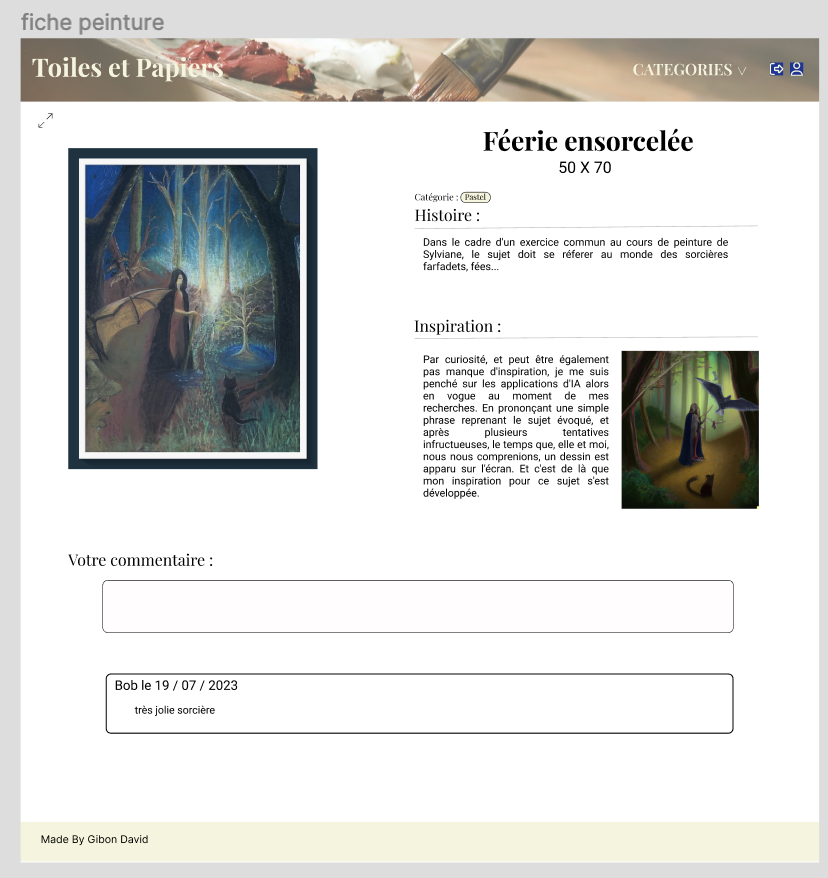 fiche peinture
Toiles et Papiers
CATEGORIES
Féerie ensorcelée
50 X 70
Catégorie : Pastel
Histoire :
Dans le cadre d'un exercice commun au cours de peinture de
Sylviane, le sujet doit se réferer au monde des sorcières
farfadets, fées...
Inspiration :
Par curiosité, et peut être également
pas manque d'inspiration, je me suis
penché sur les applications d'IA alors
en vogue au moment de mes
recherches. En prononçant une simple
phrase reprenant le sujet évoqué, et
après plusieurs tentatives
infructueuses, le temps que, elle et moi,
nous nous comprenions, un dessin est
apparu sur l'écran. Et c'est de là que
mon inspiration pour ce sujet s'est
développée.
Votre commentaire :
Bob le 19 / 07 / 2023
très jolie sorcière
Made By Gibon David